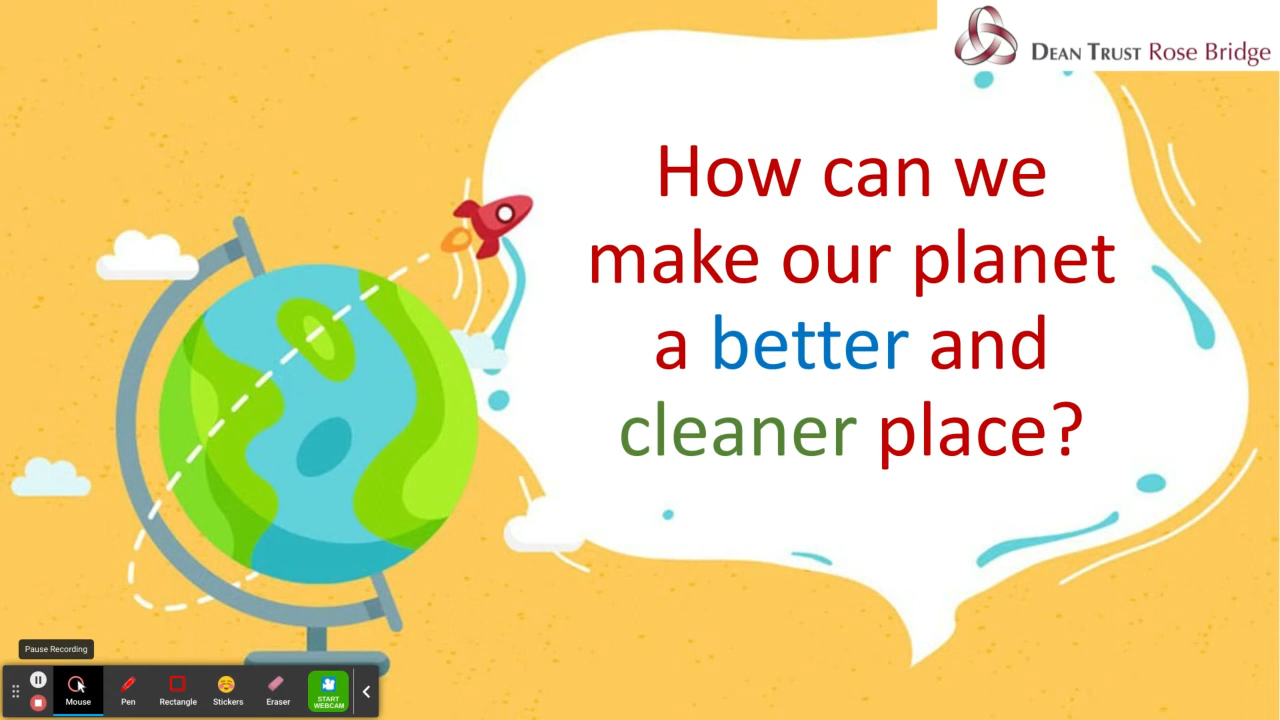 DEAN TRUST Rose Bridge
How can we
make our planet
a better and
cleaner place?
Pause Recording
Mouse
Pen
Rectangle
Stickers
Eraser
START
WEBCAM